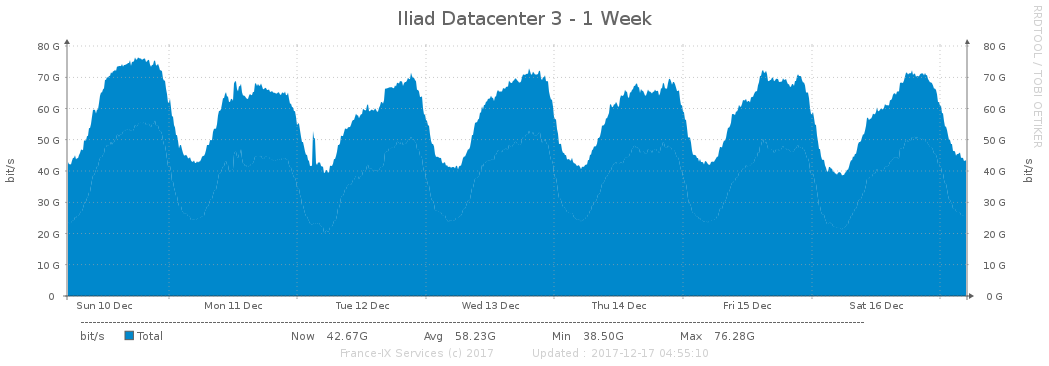 Iliad Datacenter 3 - 1 Week
RRDTOOL / TOBI OETIKER
bit/s
bit/s
80 G 80 G
70 G 70 G
60 G 60 G
50 G 50 G
40 G 40 G
30 G 30 G
20 G 20 G
10 G 10 G
0 0 G
Sun 10 Dec Mon 11 Dec Tue 12 Dec Wed 13 Dec Thu 14 Dec Fri 15 Dec Sat 16 Dec
bit/s Total Now 42.67G Avg 58.23G Min 38.50G Max 76.28G
France-IX Services (c) 2017 Updated : 2017-12-17 04:55:10